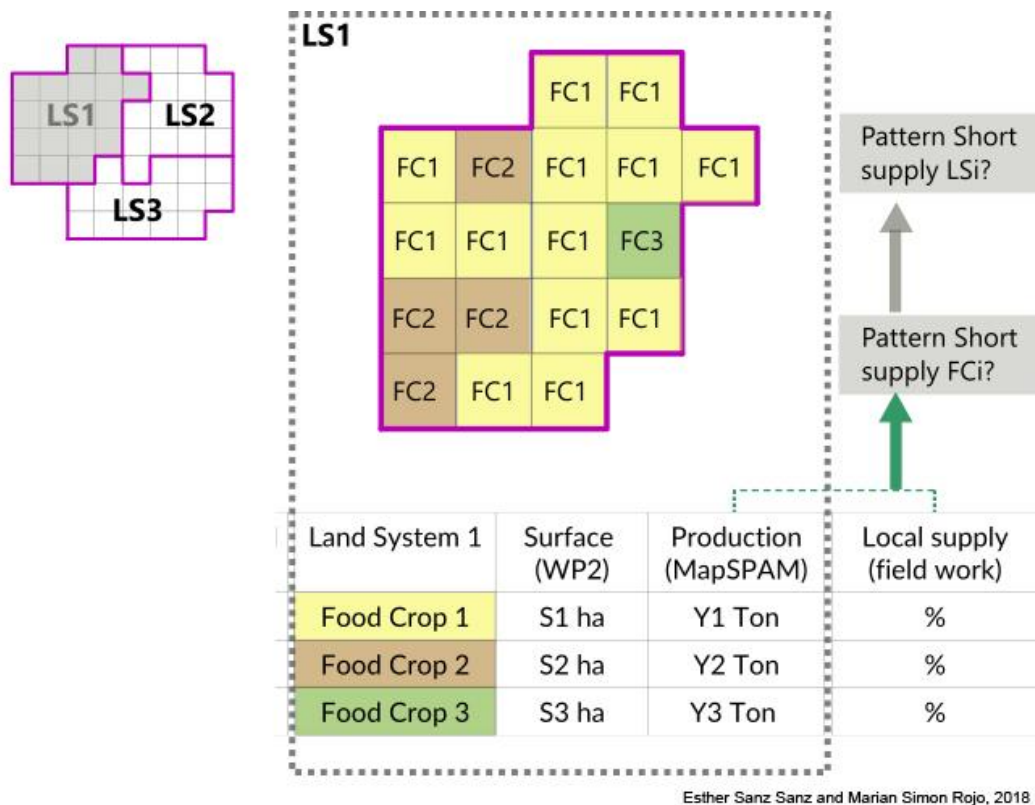 LS1
LS1
LS2
LS3
FC1 FC1
FC1 FC2 FC1 FC1 FC1
FC1 FC1 FC1 FC3
FC2 FC2 FC1 FC1
FC2 FC1 FC1
Pattern Short
supply LSi?
Pattern Short
supply FCi?
Land System 1 Surface Production Local supply
(WP2) (MapSPAM) (field work)
Food Crop 1 S1 ha Y1 Ton %
Food Crop 2 S2 ha Y2 Ton %
Food Crop 3 S3 ha Y3 Ton %
Esther Sanz Sanz and Marian Simon Rojo, 2018